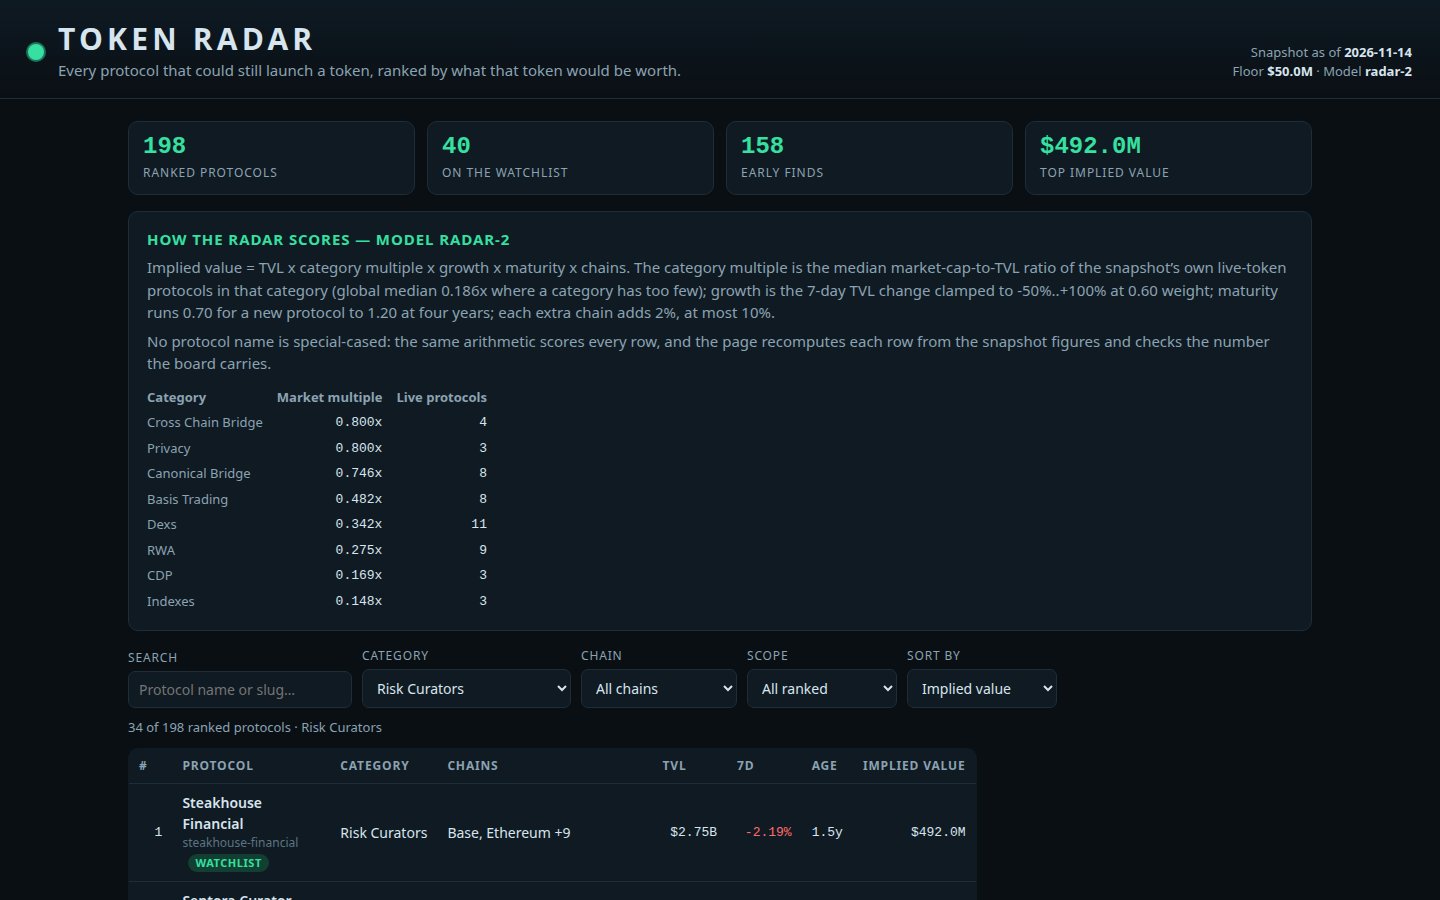 TOKEN RADAR
Every protocol that could still launch a token, ranked by what that token would be worth.
Snapshot as of 2026-11-14
Floor $50.0M · Model radar-2
198
RANKED PROTOCOLS
40
ON THE WATCHLIST
158
EARLY FINDS
$492.0M
TOP IMPLIED VALUE
HOW THE RADAR SCORES — MODEL RADAR-2
Implied value = TVL x category multiple x growth x maturity x chains. The category multiple is the median market-cap-to-TVL ratio of the snapshot's own live-token
protocols in that category (global median 0.186x where a category has too few); growth is the 7-day TVL change clamped to -50%..+100% at 0.60 weight; maturity
runs 0.70 for a new protocol to 1.20 at four years; each extra chain adds 2%, at most 10%.
No protocol name is special-cased: the same arithmetic scores every row, and the page recomputes each row from the snapshot figures and checks the number
the board carries.
Category Market multiple Live protocols
Cross Chain Bridge 0.800x 4
Privacy 0.800x 3
Canonical Bridge 0.746x 8
Basis Trading 0.482x 8
Dexs 0.342x 11
RWA 0.275x 9
CDP 0.169x 3
Indexes 0.148x 3
SEARCH CATEGORY CHAIN SCOPE SORT BY
Protocol name or slug... Risk Curators All chains All ranked Implied value
34 of 198 ranked protocols · Risk Curators
# PROTOCOL CATEGORY CHAINS TVL 7D AGE IMPLIED VALUE
Steakhouse
Financial
steakhouse-financial
WATCHLIST
1 Risk Curators Base, Ethereum +9 $2.75B -2.19% 1.5y $492.0M